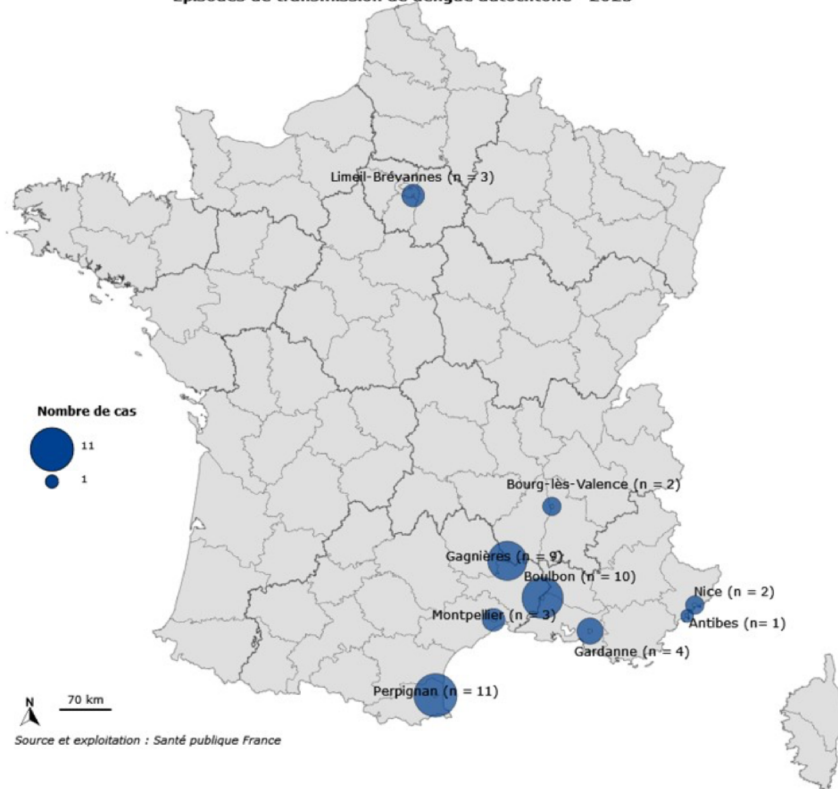 Limeil-Brévannes (n = 3)
Nombre de cas
11
1
Bourg-lès-Valence (n = 2)
Gagnières (n = 9)
Boulbon (n = 10)
Nice (n = 2)
Montpellier (n = 3)
Antibes (n= 1)
Gardanne (n = 4)
Perpignan (n = 11)
N
70 km
Source et exploitation : Santé publique France